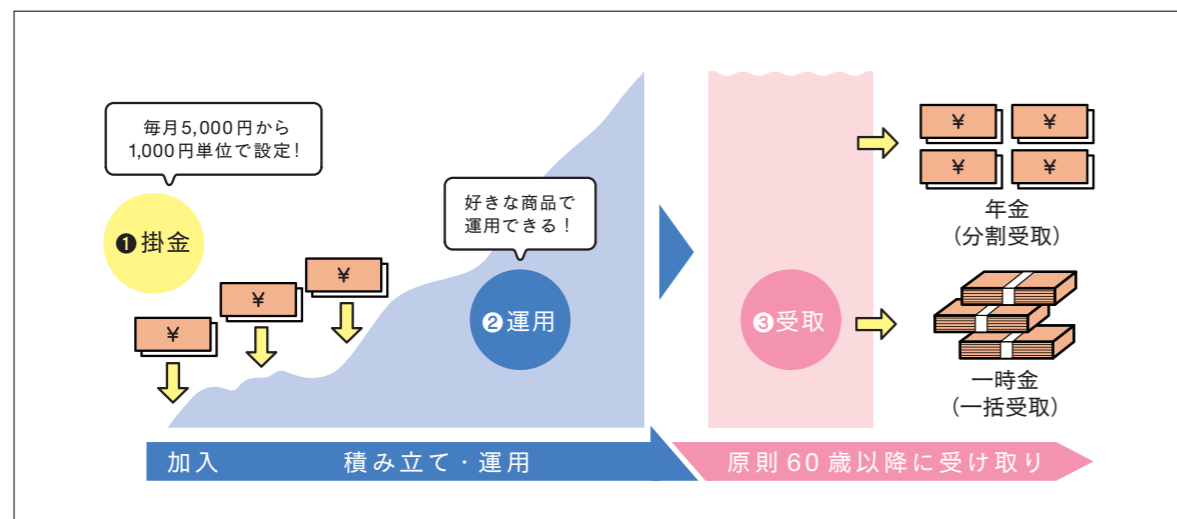 毎月5,000円から
1,000円単位で設定!
❶掛金
¥
¥
¥
好きな商品で
運用できる!
❷運用
❸受取
¥ ¥
¥ ¥
年金
(分割受取)
一時金
(一括受取)
加入 積み立て・運用
原則60歳以降に受け取り